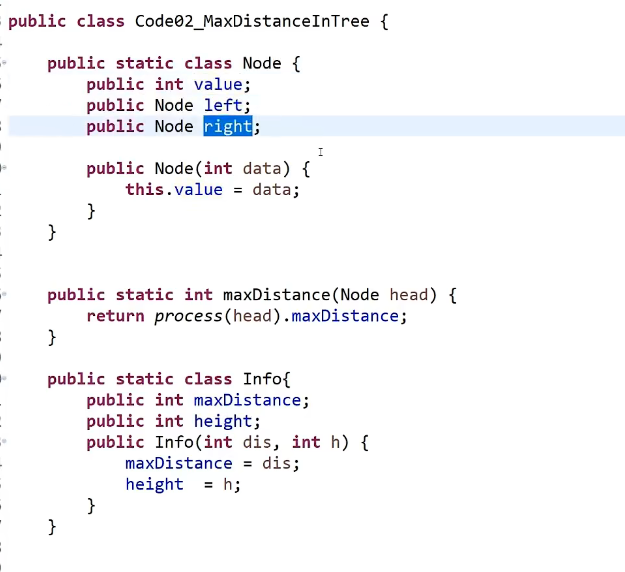 public class Code02_MaxDistanceInTree {
public static class Node {
public int value;
public Node left;
public Node right;
public Node(int data) {
this.value = data;
}
}
public static int maxDistance(Node head) {
return process(head).maxDistance;
}
public static class Info{
public int maxDistance;
public int height;
public Info(int dis, int h) {
maxDistance = dis;
height  = h;
}
}